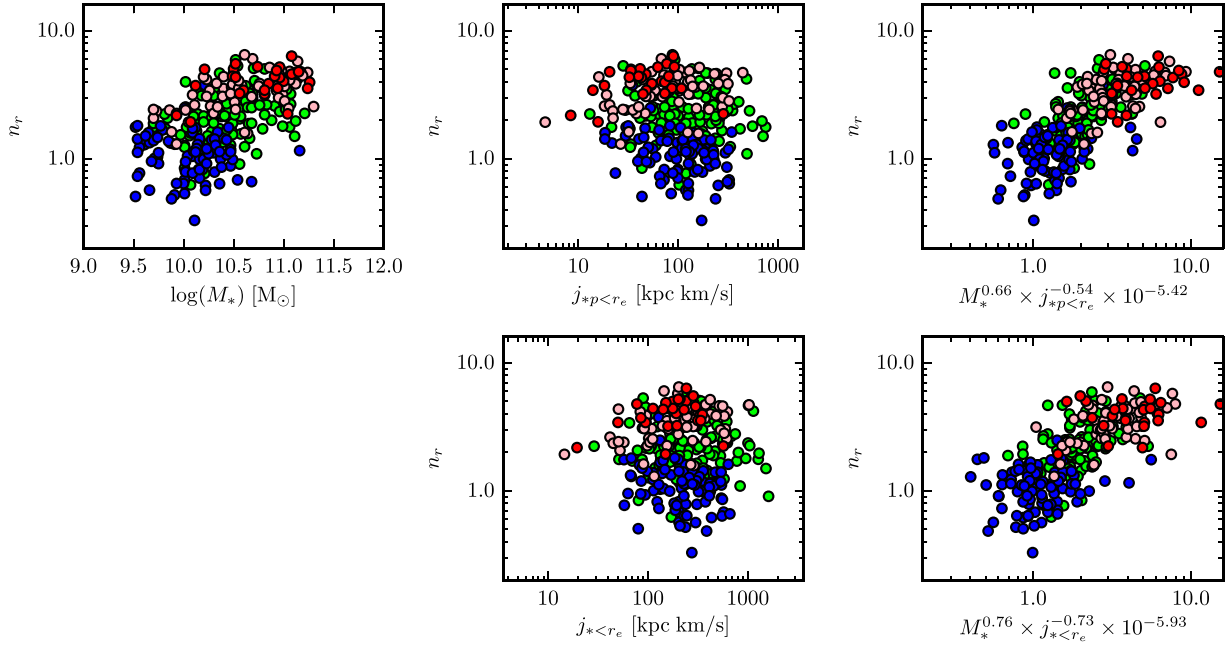 10.0
1.0
n_r
9.0 9.5 10.0 10.5 11.0 11.5 12.0
log(M_*) [M_⊙]
10.0
1.0
n_r
10 100 1000
j_{*p<r_e} [kpc km/s]
10.0
1.0
n_r
1.0 10.0
M_*^{0.66} × j_{*p<r_e}^{-0.54} × 10^{-5.42}
10.0
1.0
n_r
10 100 1000
j_{*<r_e} [kpc km/s]
10.0
1.0
n_r
1.0 10.0
M_*^{0.76} × j_{*<r_e}^{-0.73} × 10^{-5.93}